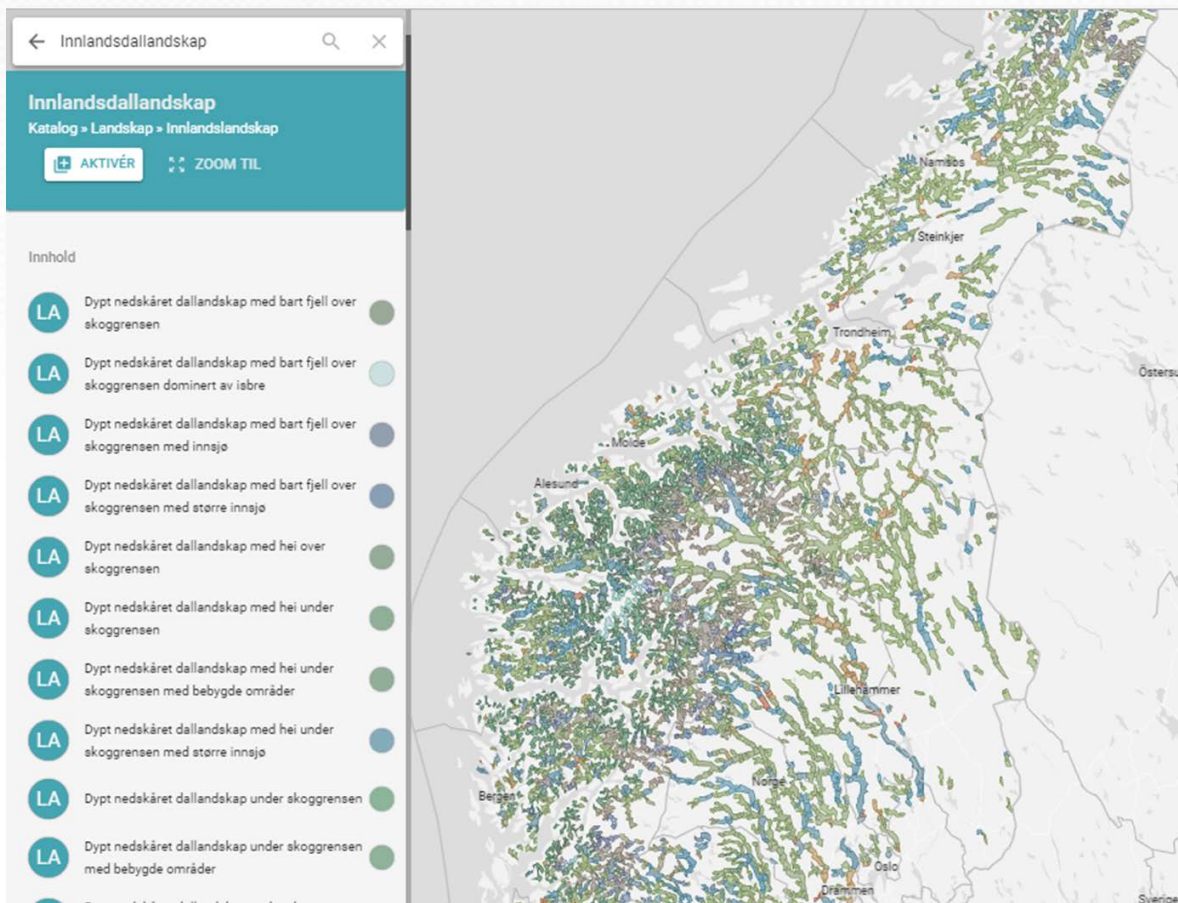 Innlandsdallandskap
Innlandsdallandskap
Katalog » Landskap » Innlandslandskap
AKTIVÉR
ZOOM TIL
Innhold
LA
Dypt nedskåret dallandskap med bart fjell over
skoggrensen
LA
Dypt nedskåret dallandskap med bart fjell over
skoggrensen dominert av isbre
LA
Dypt nedskåret dallandskap med bart fjell over
skoggrensen med innsjø
LA
Dypt nedskåret dallandskap med bart fjell over
skoggrensen med større innsjø
LA
Dypt nedskåret dallandskap med hei over
skoggrensen
LA
Dypt nedskåret dallandskap med hei under
skoggrensen
LA
Dypt nedskåret dallandskap med hei under
skoggrensen med bebygde områder
LA
Dypt nedskåret dallandskap med hei under
skoggrensen med større innsjø
LA
Dypt nedskåret dallandskap under skoggrensen
LA
Dypt nedskåret dallandskap under skoggrensen
med bebygde områder
Namsos
Steinkjer
Trondheim
Östersu
Molde
Ålesund
Lillehammer
Norge
Bergen
Oslo
Drammen
Sverige